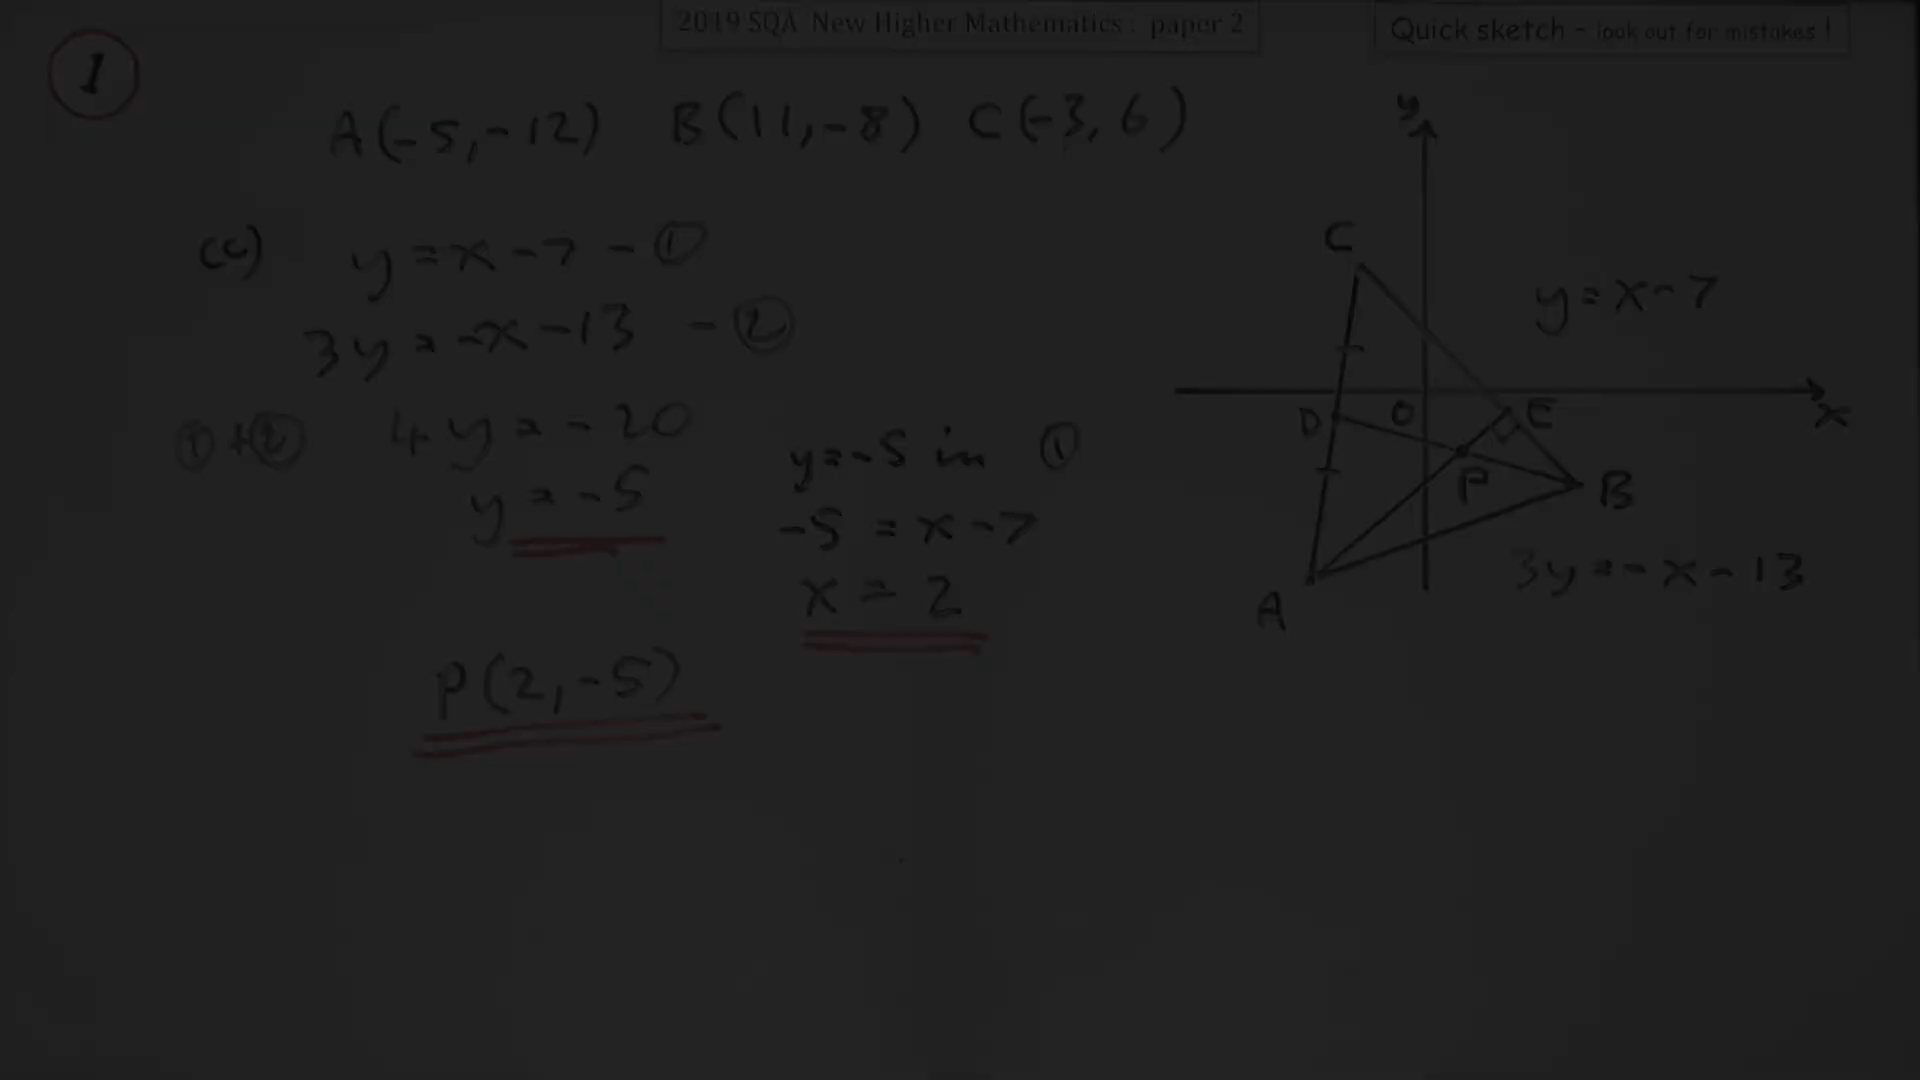 2019 SQA New Higher Mathematics : paper 2
Quick sketch - look out for mistakes !
1
A(-5,-12) B(11,-8) C(-3,6)
(c) y=x-7 -①
3y=-x-13 -②
①+② 4y=-20
y=-5
y=-5 in ①
-5=x-7
x=2
P(2,-5)
y
C
y=x-7
D O E x
P B
3y=-x-13
A